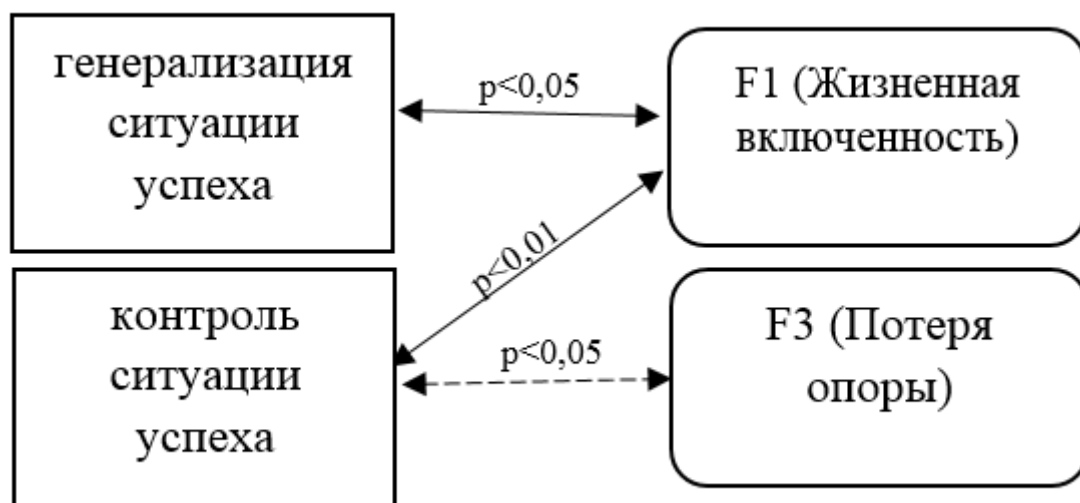 генерализация
ситуации
успеха
p<0,05
F1 (Жизненная
включенность)
p<0,01
контроль
ситуации
успеха
p<0,05
F3 (Потеря
опоры)